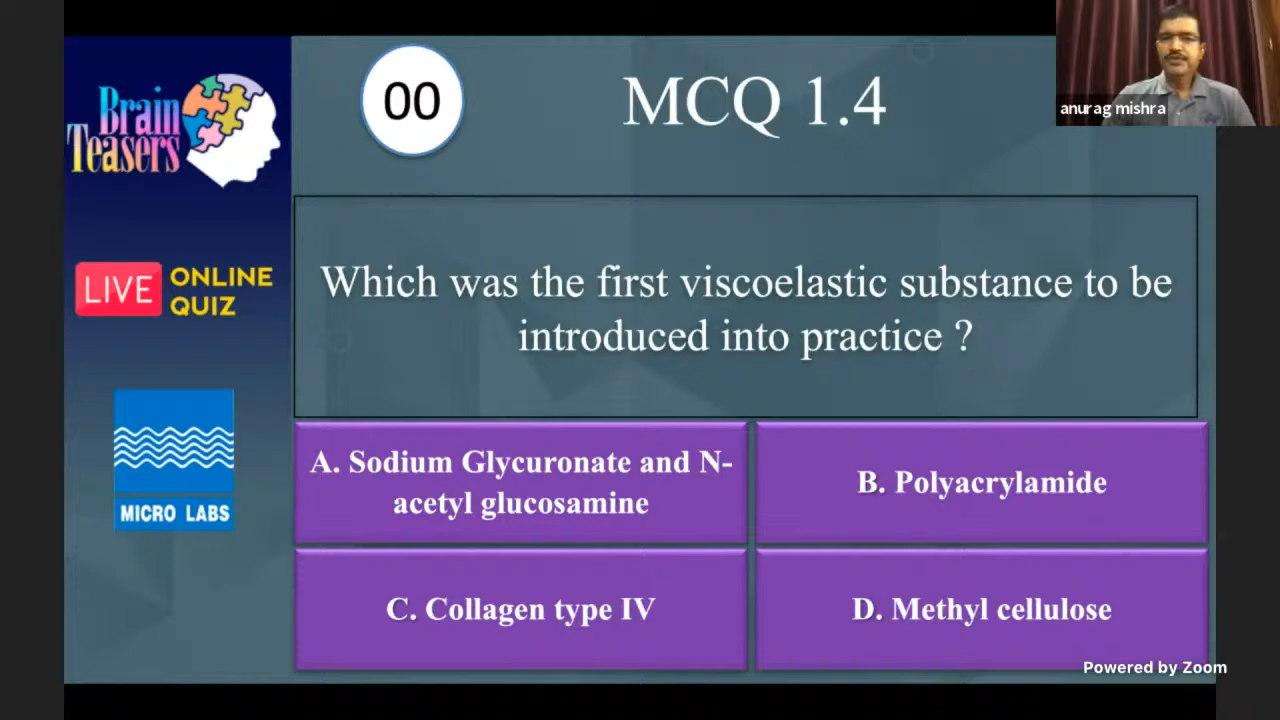 Brain
Teasers
LIVE ONLINE
QUIZ
MICRO LABS
00
MCQ 1.4
anurag mishra
Which was the first viscoelastic substance to be
introduced into practice ?
A. Sodium Glycuronate and N-
acetyl glucosamine
B. Polyacrylamide
C. Collagen type IV
D. Methyl cellulose
Powered by Zoom